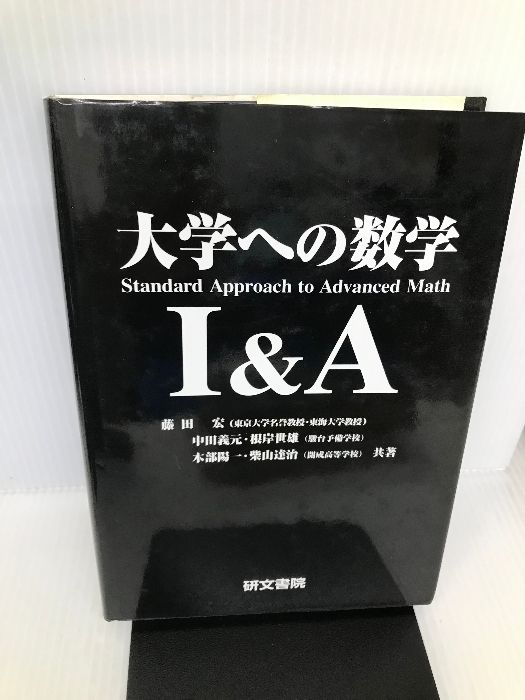 大学への数学
Standard Approach to Advanced Math
I&A
藤田 宏（東京大学名誉教授・東海大学教授）
中田義元・根岸世雄（駿台予備学校）
木部陽一・柴山達治（開成高等学校） 共著
研文書院